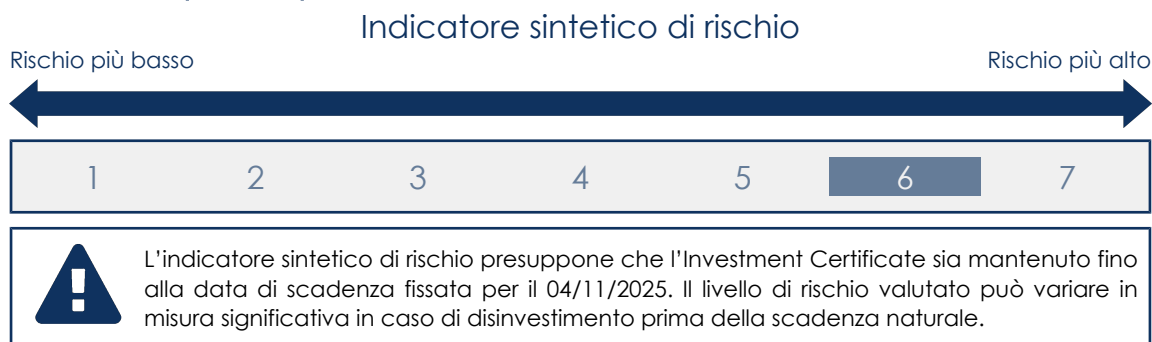 Indicatore sintetico di rischio
Rischio più basso
Rischio più alto
1 2 3 4 5 6 7
L'indicatore sintetico di rischio presuppone che l'Investment Certificate sia mantenuto fino
alla data di scadenza fissata per il 04/11/2025. Il livello di rischio valutato può variare in
misura significativa in caso di disinvestimento prima della scadenza naturale.